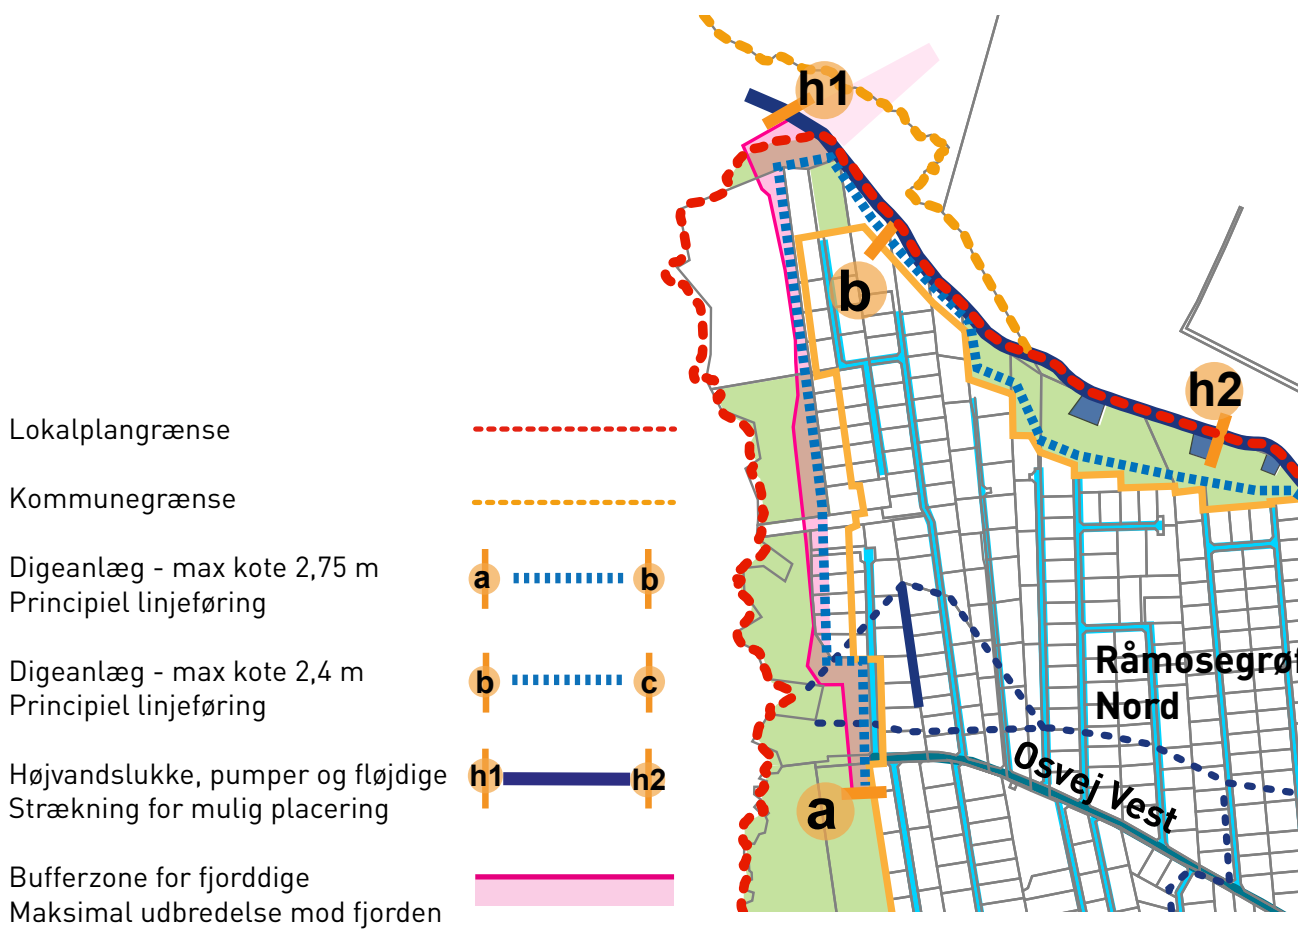 Lokalplangrænse
Kommunegrænse
Digeanlæg - max kote 2,75 m
Principiel linjeføring
a b
Digeanlæg - max kote 2,4 m
Principiel linjeføring
b c
Højvandslukke, pumper og fløjdige
Strækning for mulig placering
h1 h2
Bufferzone for fjorddige
Maksimal udbredelse mod fjorden
h1
b
h2
Råmosegrøf
Nord
Osvej Vest
a